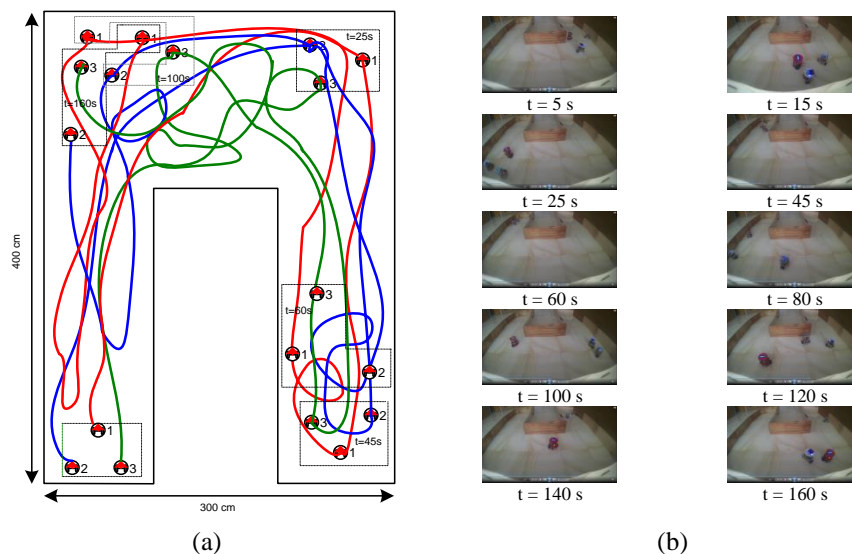 1
1
3
2
t=25s
1
3
3
2
t=100s
t=160s
2
3
t=60s
1
2
2
3
t=45s
1
1
2
3
400 cm
300 cm
(a)
t = 5 s
t = 15 s
t = 25 s
t = 45 s
t = 60 s
t = 80 s
t = 100 s
t = 120 s
t = 140 s
t = 160 s
(b)